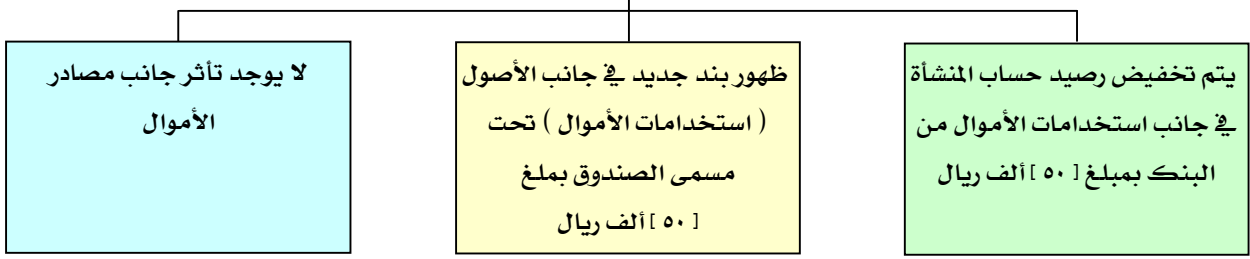 يتم تخفيض رصيد حساب المنشأة
في جانب استخدامات الأموال من
البنك بمبلغ [ ٥٠ ] ألف ريال
ظهور بند جديد في جانب الأصول
( استخدامات الأموال ) تحت
مسمى الصندوق بملغ
[ ٥٠ ] ألف ريال
لا يوجد تأثر جانب مصادر
الأموال